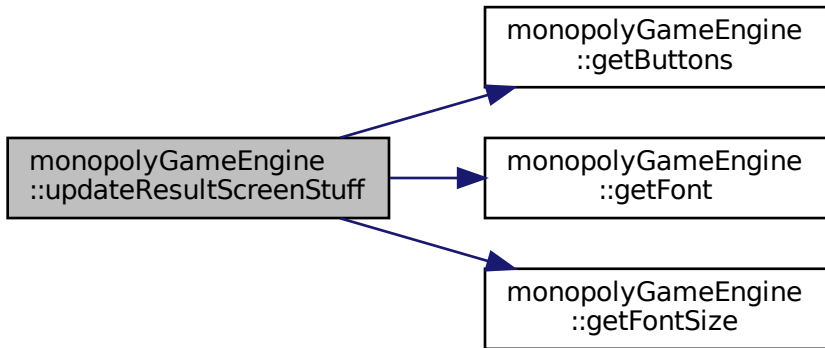 monopolyGameEngine
::updateResultScreenStuff
monopolyGameEngine
::getButtons
monopolyGameEngine
::getFont
monopolyGameEngine
::getFontSize